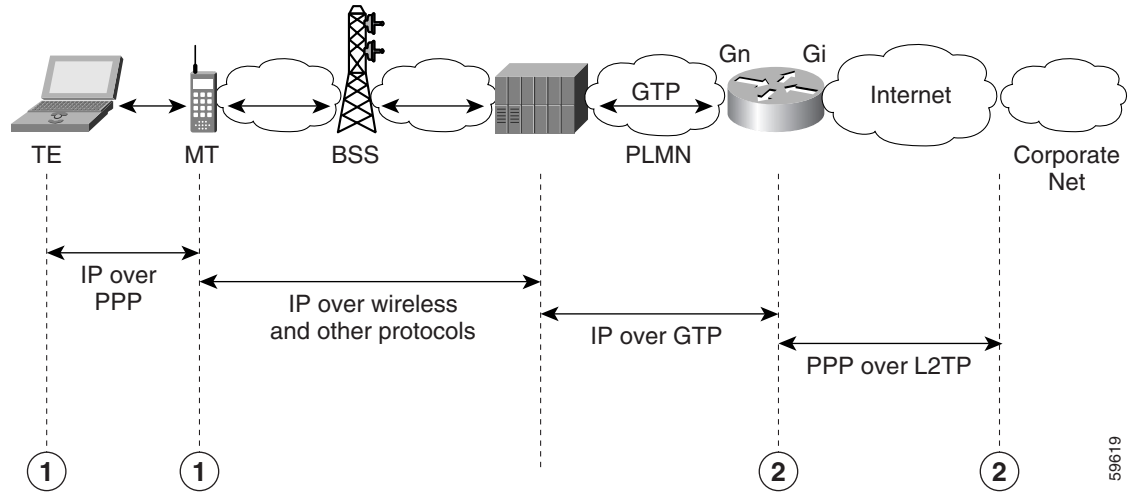 Gn
Gi
GTP
Internet
TE
MT
BSS
PLMN
Corporate
Net
IP over
PPP
IP over wireless
and other protocols
IP over GTP
PPP over L2TP
1
1
2
2
59619